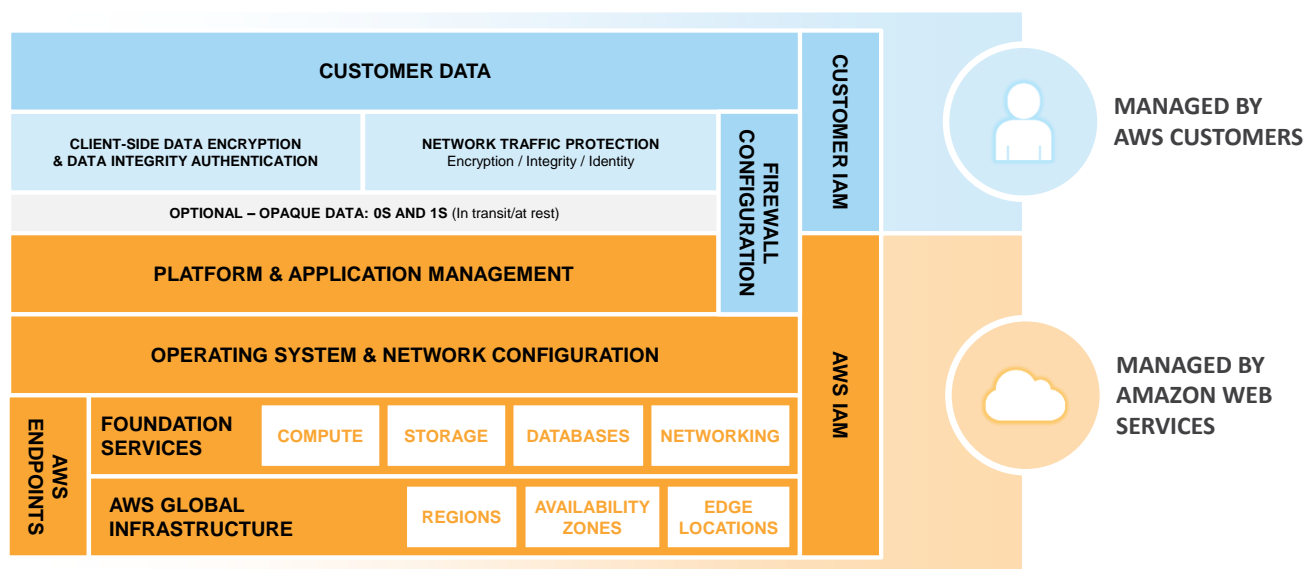 CUSTOMER DATA
CUSTOMER IAM
MANAGED BY
AWS CUSTOMERS
CLIENT-SIDE DATA ENCRYPTION
& DATA INTEGRITY AUTHENTICATION
NETWORK TRAFFIC PROTECTION
Encryption / Integrity / Identity
FIREWALL
CONFIGURATION
OPTIONAL – OPAQUE DATA: 0S AND 1S (In transit/at rest)
PLATFORM & APPLICATION MANAGEMENT
OPERATING SYSTEM & NETWORK CONFIGURATION
AWS IAM
MANAGED BY
AMAZON WEB
SERVICES
AWS
ENDPOINTS
FOUNDATION
SERVICES
COMPUTE
STORAGE
DATABASES
NETWORKING
AWS GLOBAL
INFRASTRUCTURE
REGIONS
AVAILABILITY
ZONES
EDGE
LOCATIONS